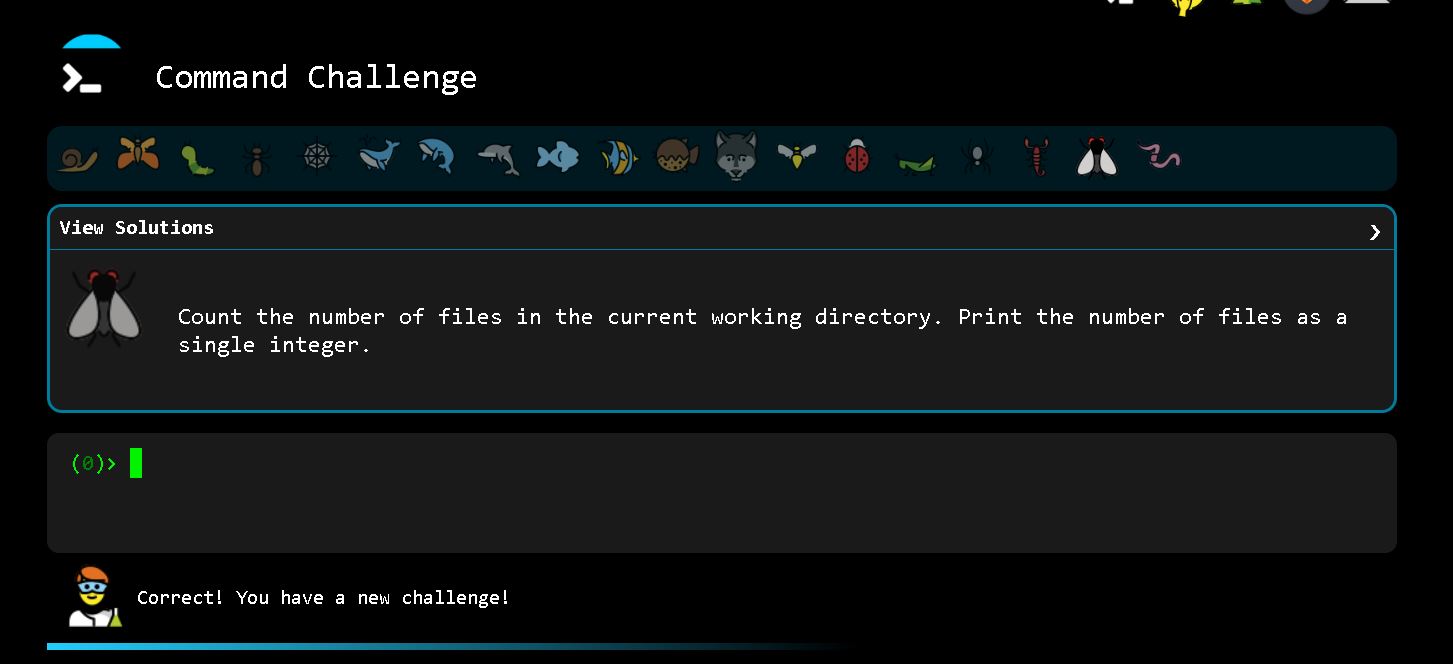 Command Challenge
View Solutions
Count the number of files in the current working directory. Print the number of files as a
single integer.
(0)>
Correct! You have a new challenge!